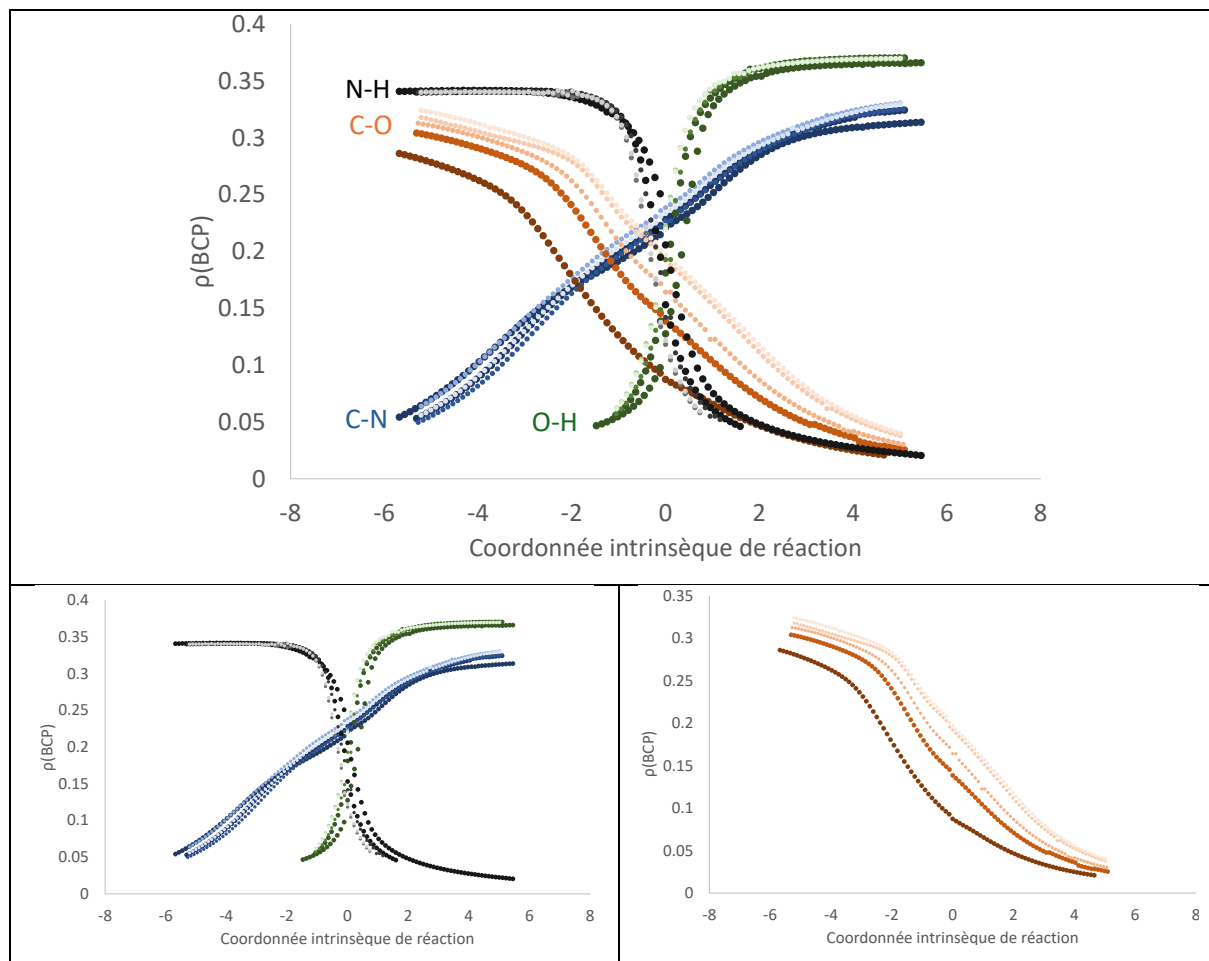 0.4
0.35
0.3
0.25
0.2
0.15
0.1
0.05
0
ρ(BCP)
N-H
C-O
C-N
O-H
-8 -6 -4 -2 0 2 4 6 8
Coordonnée intrinsèque de réaction
0.4
0.35
0.3
0.25
0.2
0.15
0.1
0.05
0
ρ(BCP)
-8 -6 -4 -2 0 2 4 6 8
Coordonnée intrinsèque de réaction
0.35
0.3
0.25
0.2
0.15
0.1
0.05
0
ρ(BCP)
-8 -6 -4 -2 0 2 4 6 8
Coordonnée intrinsèque de réaction